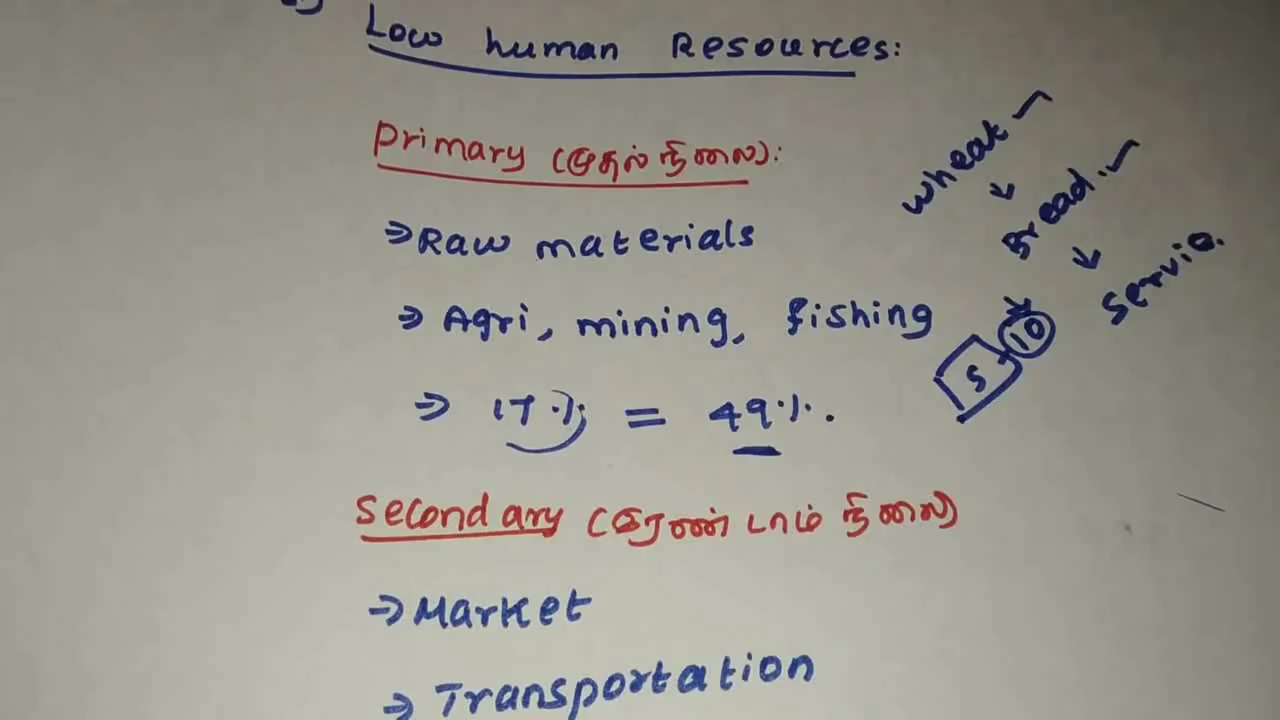 Low human Resources:
Primary (முதல் நிலை):
⇒ Raw materials
⇒ Agri, mining, fishing
⇒ 17% = 49%.
Wheat
↓
Bread.
↓
Servic.
5 10
Secondary (இரண்டாம் நிலை)
⇒ Market
⇒ Transportation